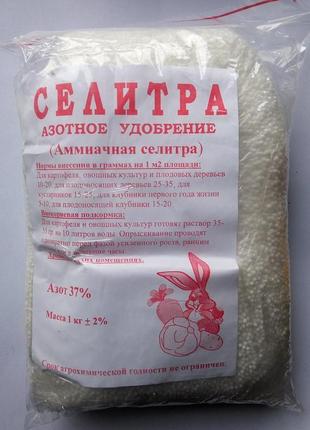 СЕЛИТРА
АЗОТНОЕ УДОБРЕНИЕ
(Аммиачная селитра)
Нормы внесения в граммах на 1 м2 площади:
Для картофеля, овощных культур и плодовых деревьев
10-20, для плодоносящих деревьев 25-35, для
кустарников 15-25, для клубники первого года жизни
5-10, для плодоносящей клубники 15-20
Внекорневая подкормка:
Для картофеля и овощных культур готовят раствор 35-
гр на 10 литров воды. Опрыскивание проводят
перед фазой усиленного роста, ранним
часы
помещениях.
Азот 37%
Масса 1 кг ± 2%
Срок агрохимической годности не ограничен.